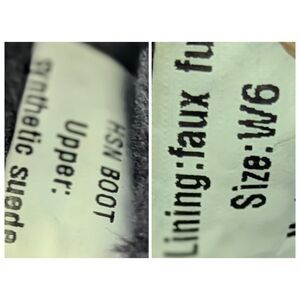 HSN BOOT
Upper:
synthetic suede
Lining:faux fu
Size:W6